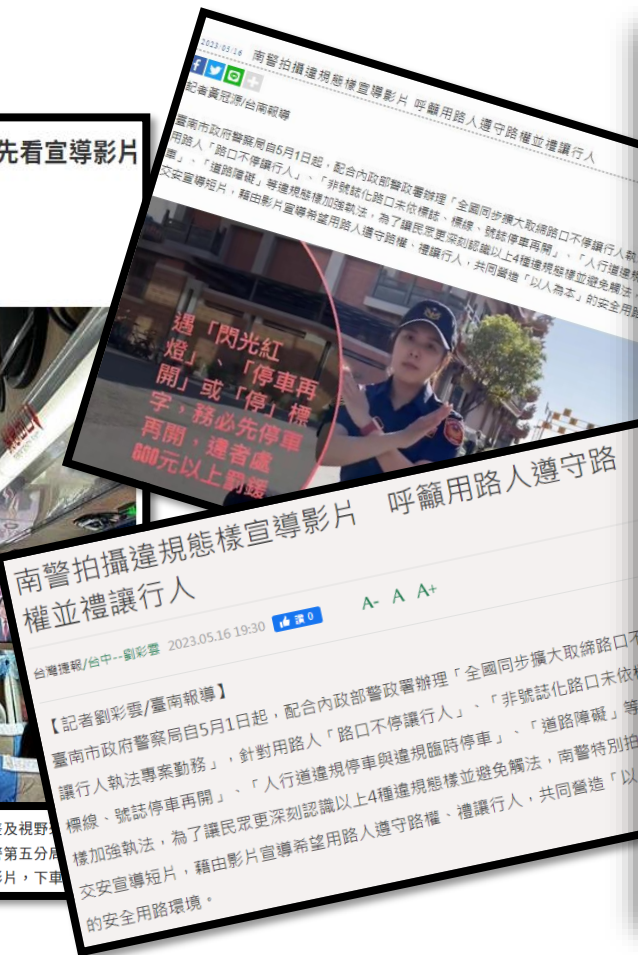 先看宣導影片
2023/05/16 南警拍攝違規態樣宣導影片 呼籲用路人遵守路權並禮讓行人
記者黃冠源/台南報導
臺南市政府警察局自5月1日起，配合內政部警政署辦理「全國同步擴大取締路口不停讓行人執
用路人「路口不停讓行人」、「非號誌化路口未依標誌、標線、號誌停車再開」、「人行道違規
車」、「道路障礙」等違規態樣加強執法，為了讓民眾更深刻認識以上4種違規態樣並避免觸法，
交安宣導短片，藉由影片宣導希望用路人遵守路權、禮讓行人，共同營造「以人為本」的安全用路
遇「閃光紅
燈」、「停車再
開」或「停」標
字，務必先停車
再開，違者處
600元以上罰鍰
南警拍攝違規態樣宣導影片　呼籲用路人遵守路
權並禮讓行人
台灣捷報/台中--劉彩雲 2023.05.16 19:30 讚 0 A- A A+
【記者劉彩雲/臺南報導】
臺南市政府警察局自5月1日起，配合內政部警政署辦理「全國同步擴大取締路口不
讓行人執法專案勤務」，針對用路人「路口不停讓行人」、「非號誌化路口未依
標線、號誌停車再開」、「人行道違規停車與違規臨時停車」、「道路障礙」等
樣加強執法，為了讓民眾更深刻認識以上4種違規態樣並避免觸法，南警特別拍
交安宣導短片，藉由影片宣導希望用路人遵守路權、禮讓行人，共同營造「以
的安全用路環境。
及視野
第五分
片，下車